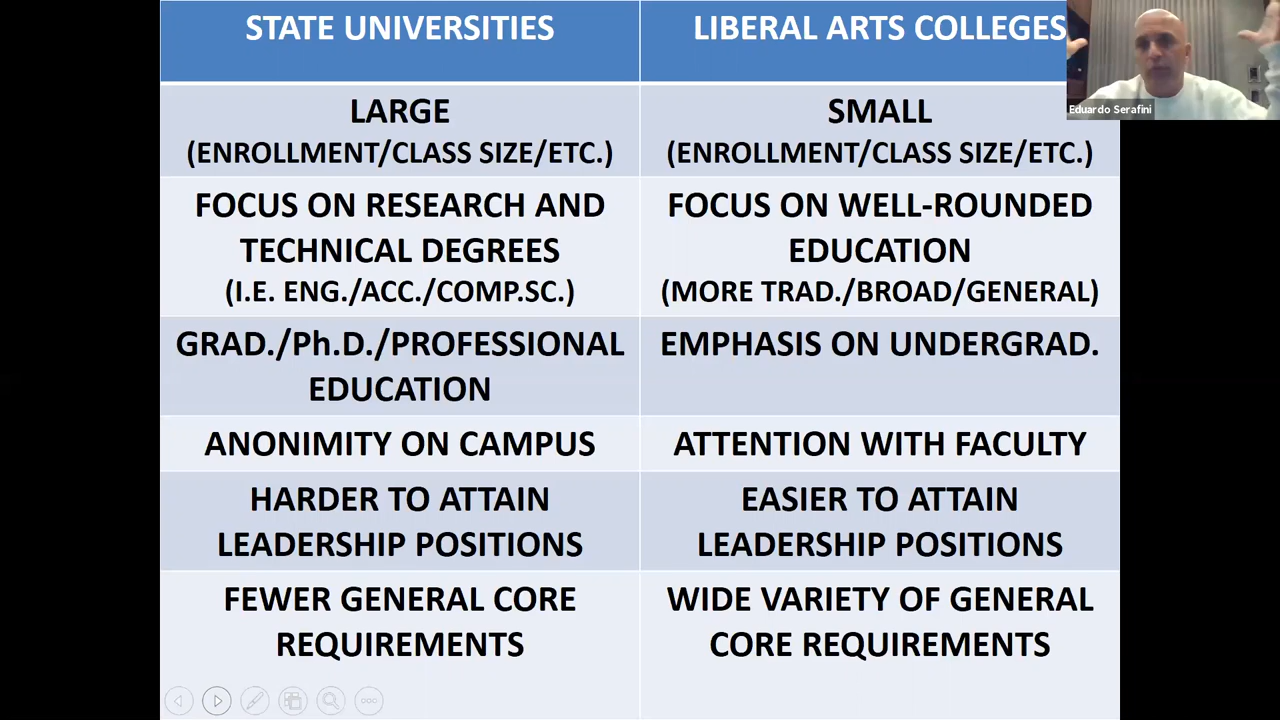 STATE UNIVERSITIES
LIBERAL ARTS COLLEGES
Eduardo Serafini
LARGE
(ENROLLMENT/CLASS SIZE/ETC.)
SMALL
(ENROLLMENT/CLASS SIZE/ETC.)
FOCUS ON RESEARCH AND
TECHNICAL DEGREES
(I.E. ENG./ACC./COMP.SC.)
FOCUS ON WELL-ROUNDED
EDUCATION
(MORE TRAD./BROAD/GENERAL)
GRAD./Ph.D./PROFESSIONAL
EDUCATION
EMPHASIS ON UNDERGRAD.
ANONIMITY ON CAMPUS
ATTENTION WITH FACULTY
HARDER TO ATTAIN
LEADERSHIP POSITIONS
EASIER TO ATTAIN
LEADERSHIP POSITIONS
FEWER GENERAL CORE
REQUIREMENTS
WIDE VARIETY OF GENERAL
CORE REQUIREMENTS